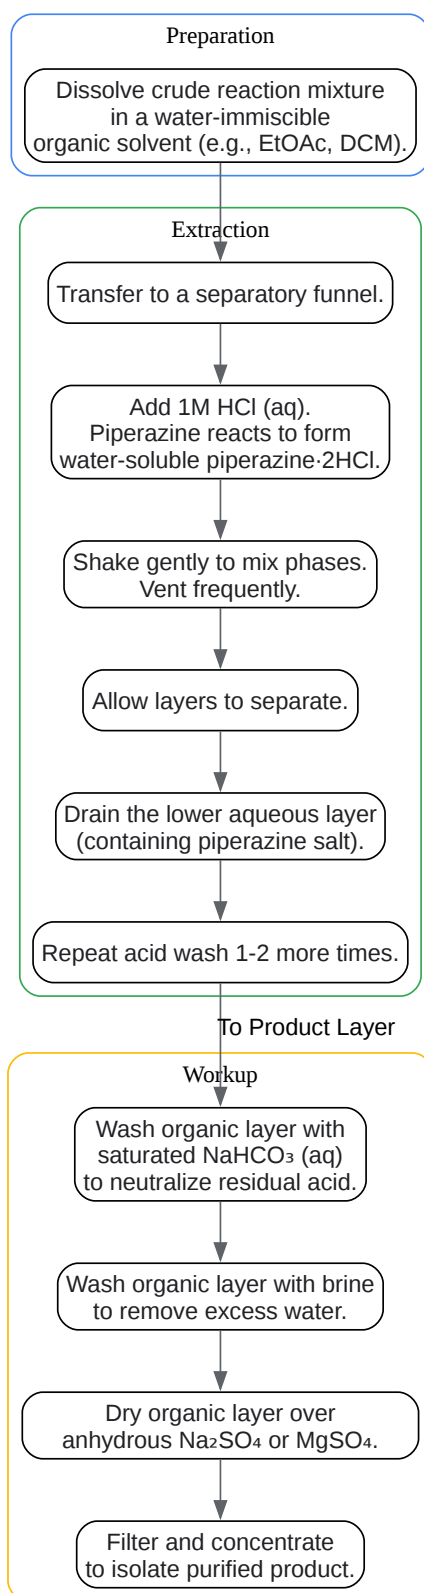 Preparation
Dissolve crude reaction mixture
in a water-immiscible
organic solvent (e.g., EtOAc, DCM).
Extraction
Transfer to a separatory funnel.
Add 1M HCl (aq).
Piperazine reacts to form
water-soluble piperazine·2HCl.
Shake gently to mix phases.
Vent frequently.
Allow layers to separate.
Drain the lower aqueous layer
(containing piperazine salt).
Repeat acid wash 1-2 more times.
To Product Layer
Workup
Wash organic layer with
saturated NaHCO₃ (aq)
to neutralize residual acid.
Wash organic layer with brine
to remove excess water.
Dry organic layer over
anhydrous Na₂SO₄ or MgSO₄.
Filter and concentrate
to isolate purified product.